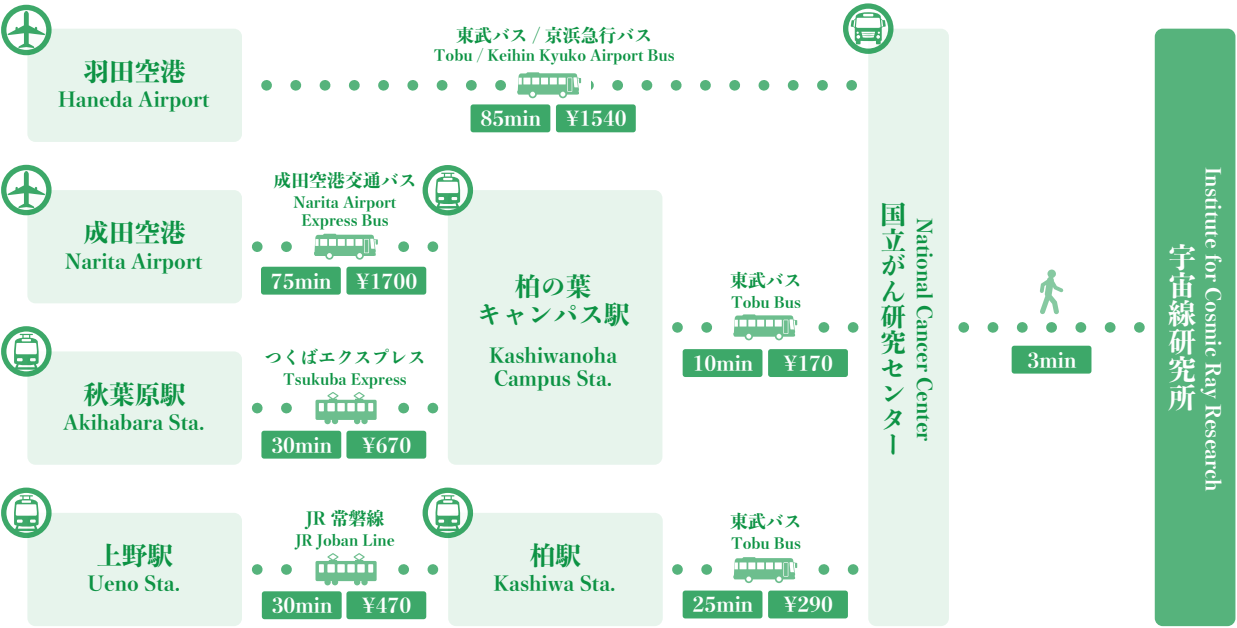 羽田空港
Haneda Airport
東武バス / 京浜急行バス
Tobu / Keihin Kyuko Airport Bus
85min ¥1540
成田空港
Narita Airport
成田空港交通バス
Narita Airport
Express Bus
75min ¥1700
秋葉原駅
Akihabara Sta.
つくばエクスプレス
Tsukuba Express
30min ¥670
柏の葉
キャンパス駅
Kashiwanoha
Campus Sta.
東武バス
Tobu Bus
10min ¥170
上野駅
Ueno Sta.
JR 常磐線
JR Joban Line
30min ¥470
柏駅
Kashiwa Sta.
東武バス
Tobu Bus
25min ¥290
国立がん研究センター
National Cancer Center
3min
宇宙線研究所
Institute for Cosmic Ray Research